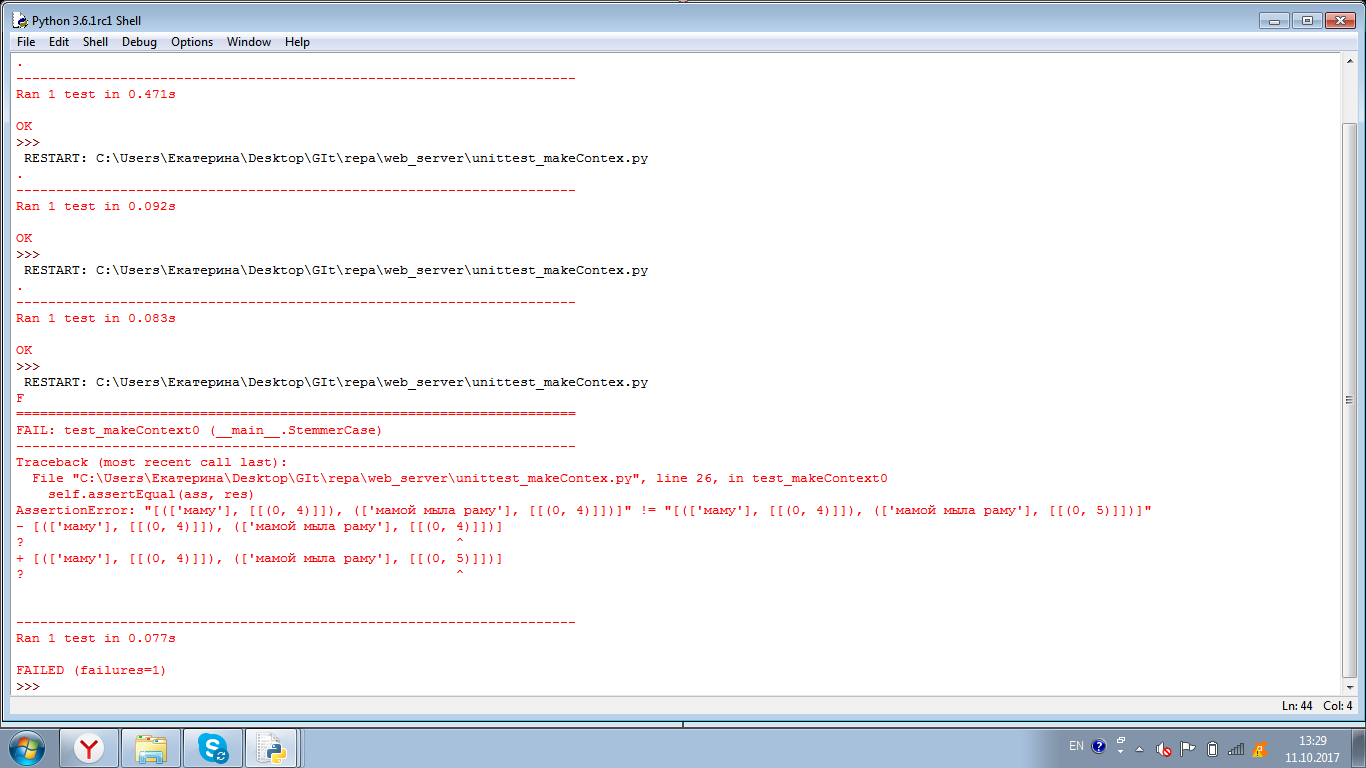 Python 3.6.1rc1 Shell
File Edit Shell Debug Options Window Help
.
----------------------------------------------------------------------
Ran 1 test in 0.471s
OK
>>>
RESTART: C:\Users\Екатерина\Desktop\GIt\repa\web_server\unittest_makeContex.py
.
----------------------------------------------------------------------
Ran 1 test in 0.092s
OK
>>>
RESTART: C:\Users\Екатерина\Desktop\GIt\repa\web_server\unittest_makeContex.py
.
----------------------------------------------------------------------
Ran 1 test in 0.083s
OK
>>>
RESTART: C:\Users\Екатерина\Desktop\GIt\repa\web_server\unittest_makeContex.py
F
======================================================================
FAIL: test_makeContext0 (__main__.StemmerCase)
----------------------------------------------------------------------
Traceback (most recent call last):
  File "C:\Users\Екатерина\Desktop\GIt\repa\web_server\unittest_makeContex.py", line 26, in test_makeContext0
    self.assertEqual(ass, res)
AssertionError: "[(['маму'], [[(0, 4)]]), (['мамой мыла раму'], [[(0, 4)]])]" != "[(['маму'], [[(0, 4)]]), (['мамой мыла раму'], [[(0, 5)]])]"
- [(['маму'], [[(0, 4)]]), (['мамой мыла раму'], [[(0, 4)]])]
?                                                      ^
+ [(['маму'], [[(0, 4)]]), (['мамой мыла раму'], [[(0, 5)]])]
?                                                      ^
----------------------------------------------------------------------
Ran 1 test in 0.077s
FAILED (failures=1)
>>>
Ln: 44 Col: 4
EN 13:29
11.10.2017